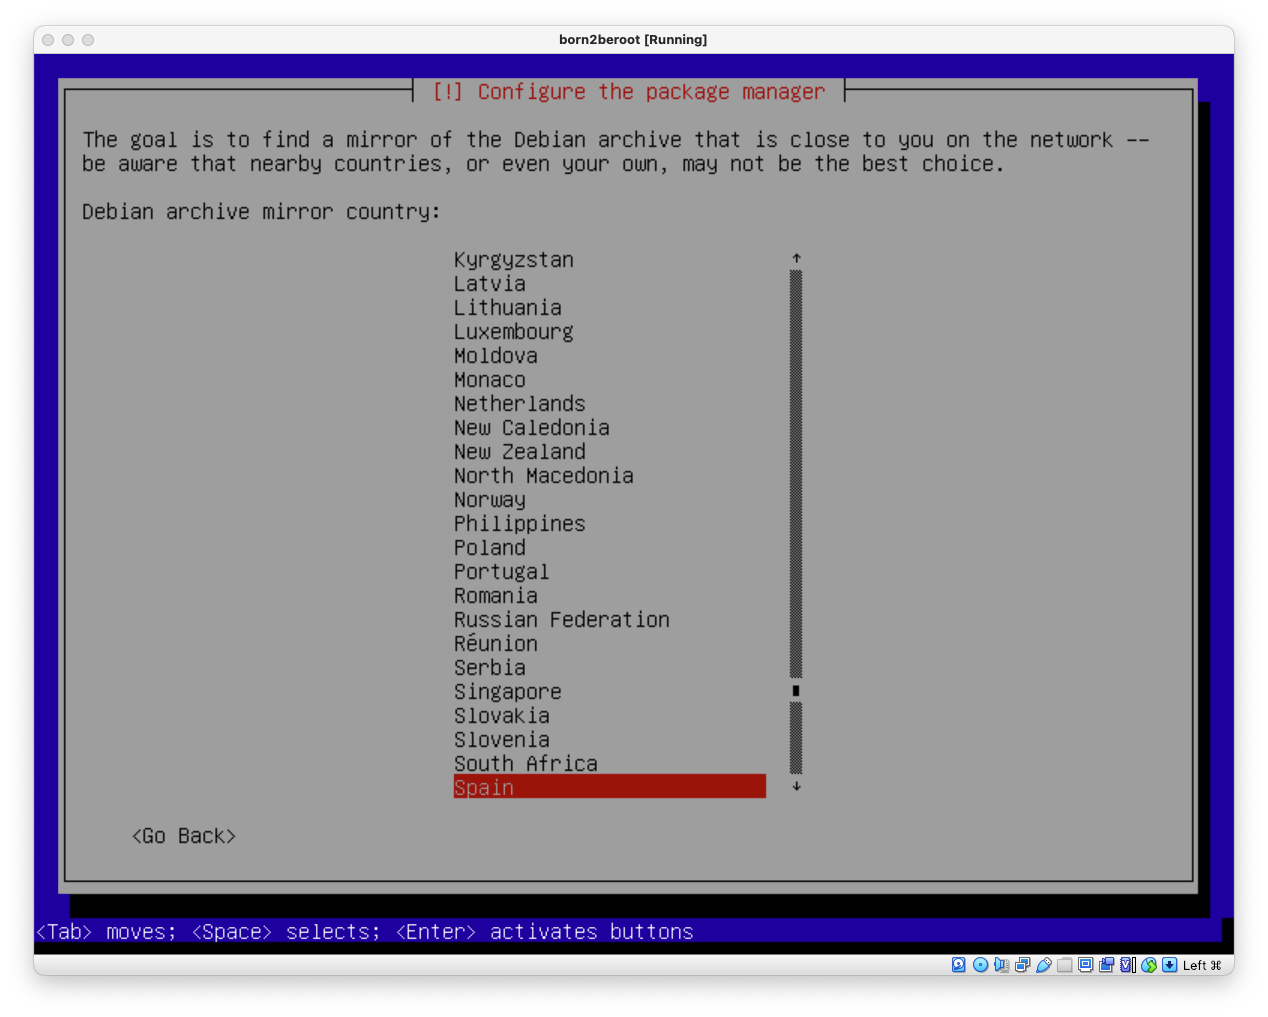 born2beroot [Running]
[!] Configure the package manager
The goal is to find a mirror of the Debian archive that is close to you on the network --
be aware that nearby countries, or even your own, may not be the best choice.
Debian archive mirror country:
Kyrgyzstan
Latvia
Lithuania
Luxembourg
Moldova
Monaco
Netherlands
New Caledonia
New Zealand
North Macedonia
Norway
Philippines
Poland
Portugal
Romania
Russian Federation
Réunion
Serbia
Singapore
Slovakia
Slovenia
South Africa
Spain
<Go Back>
<Tab> moves; <Space> selects; <Enter> activates buttons
Left ⌘